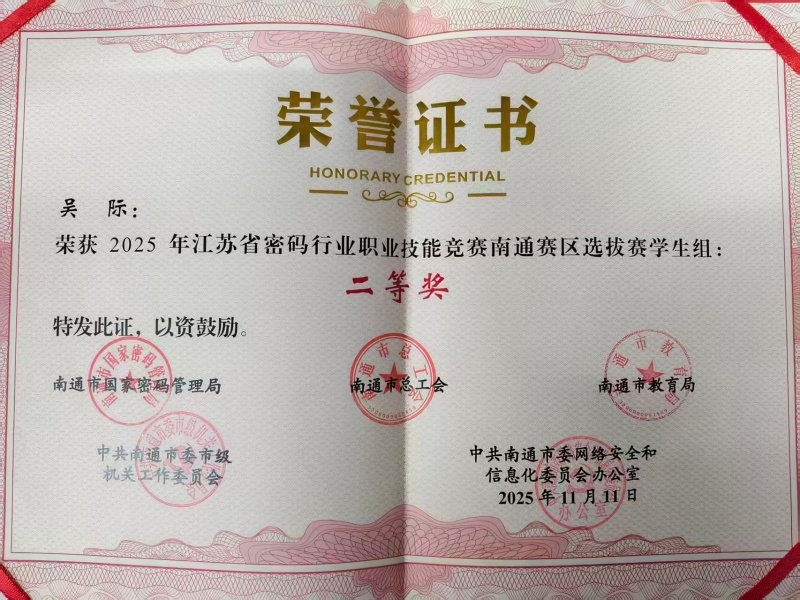 荣誉证书
HONORARY CREDENTIAL
吴 际：
荣获 2025 年江苏省密码行业职业技能竞赛南通赛区选拔赛学生组：
二等奖
特发此证，以资鼓励。
南通市国家密码管理局
南通市总工会
南通市教育局
中共南通市委市级
机关工作委员会
中共南通市委网络安全和
信息化委员会办公室
2025 年 11 月 11 日